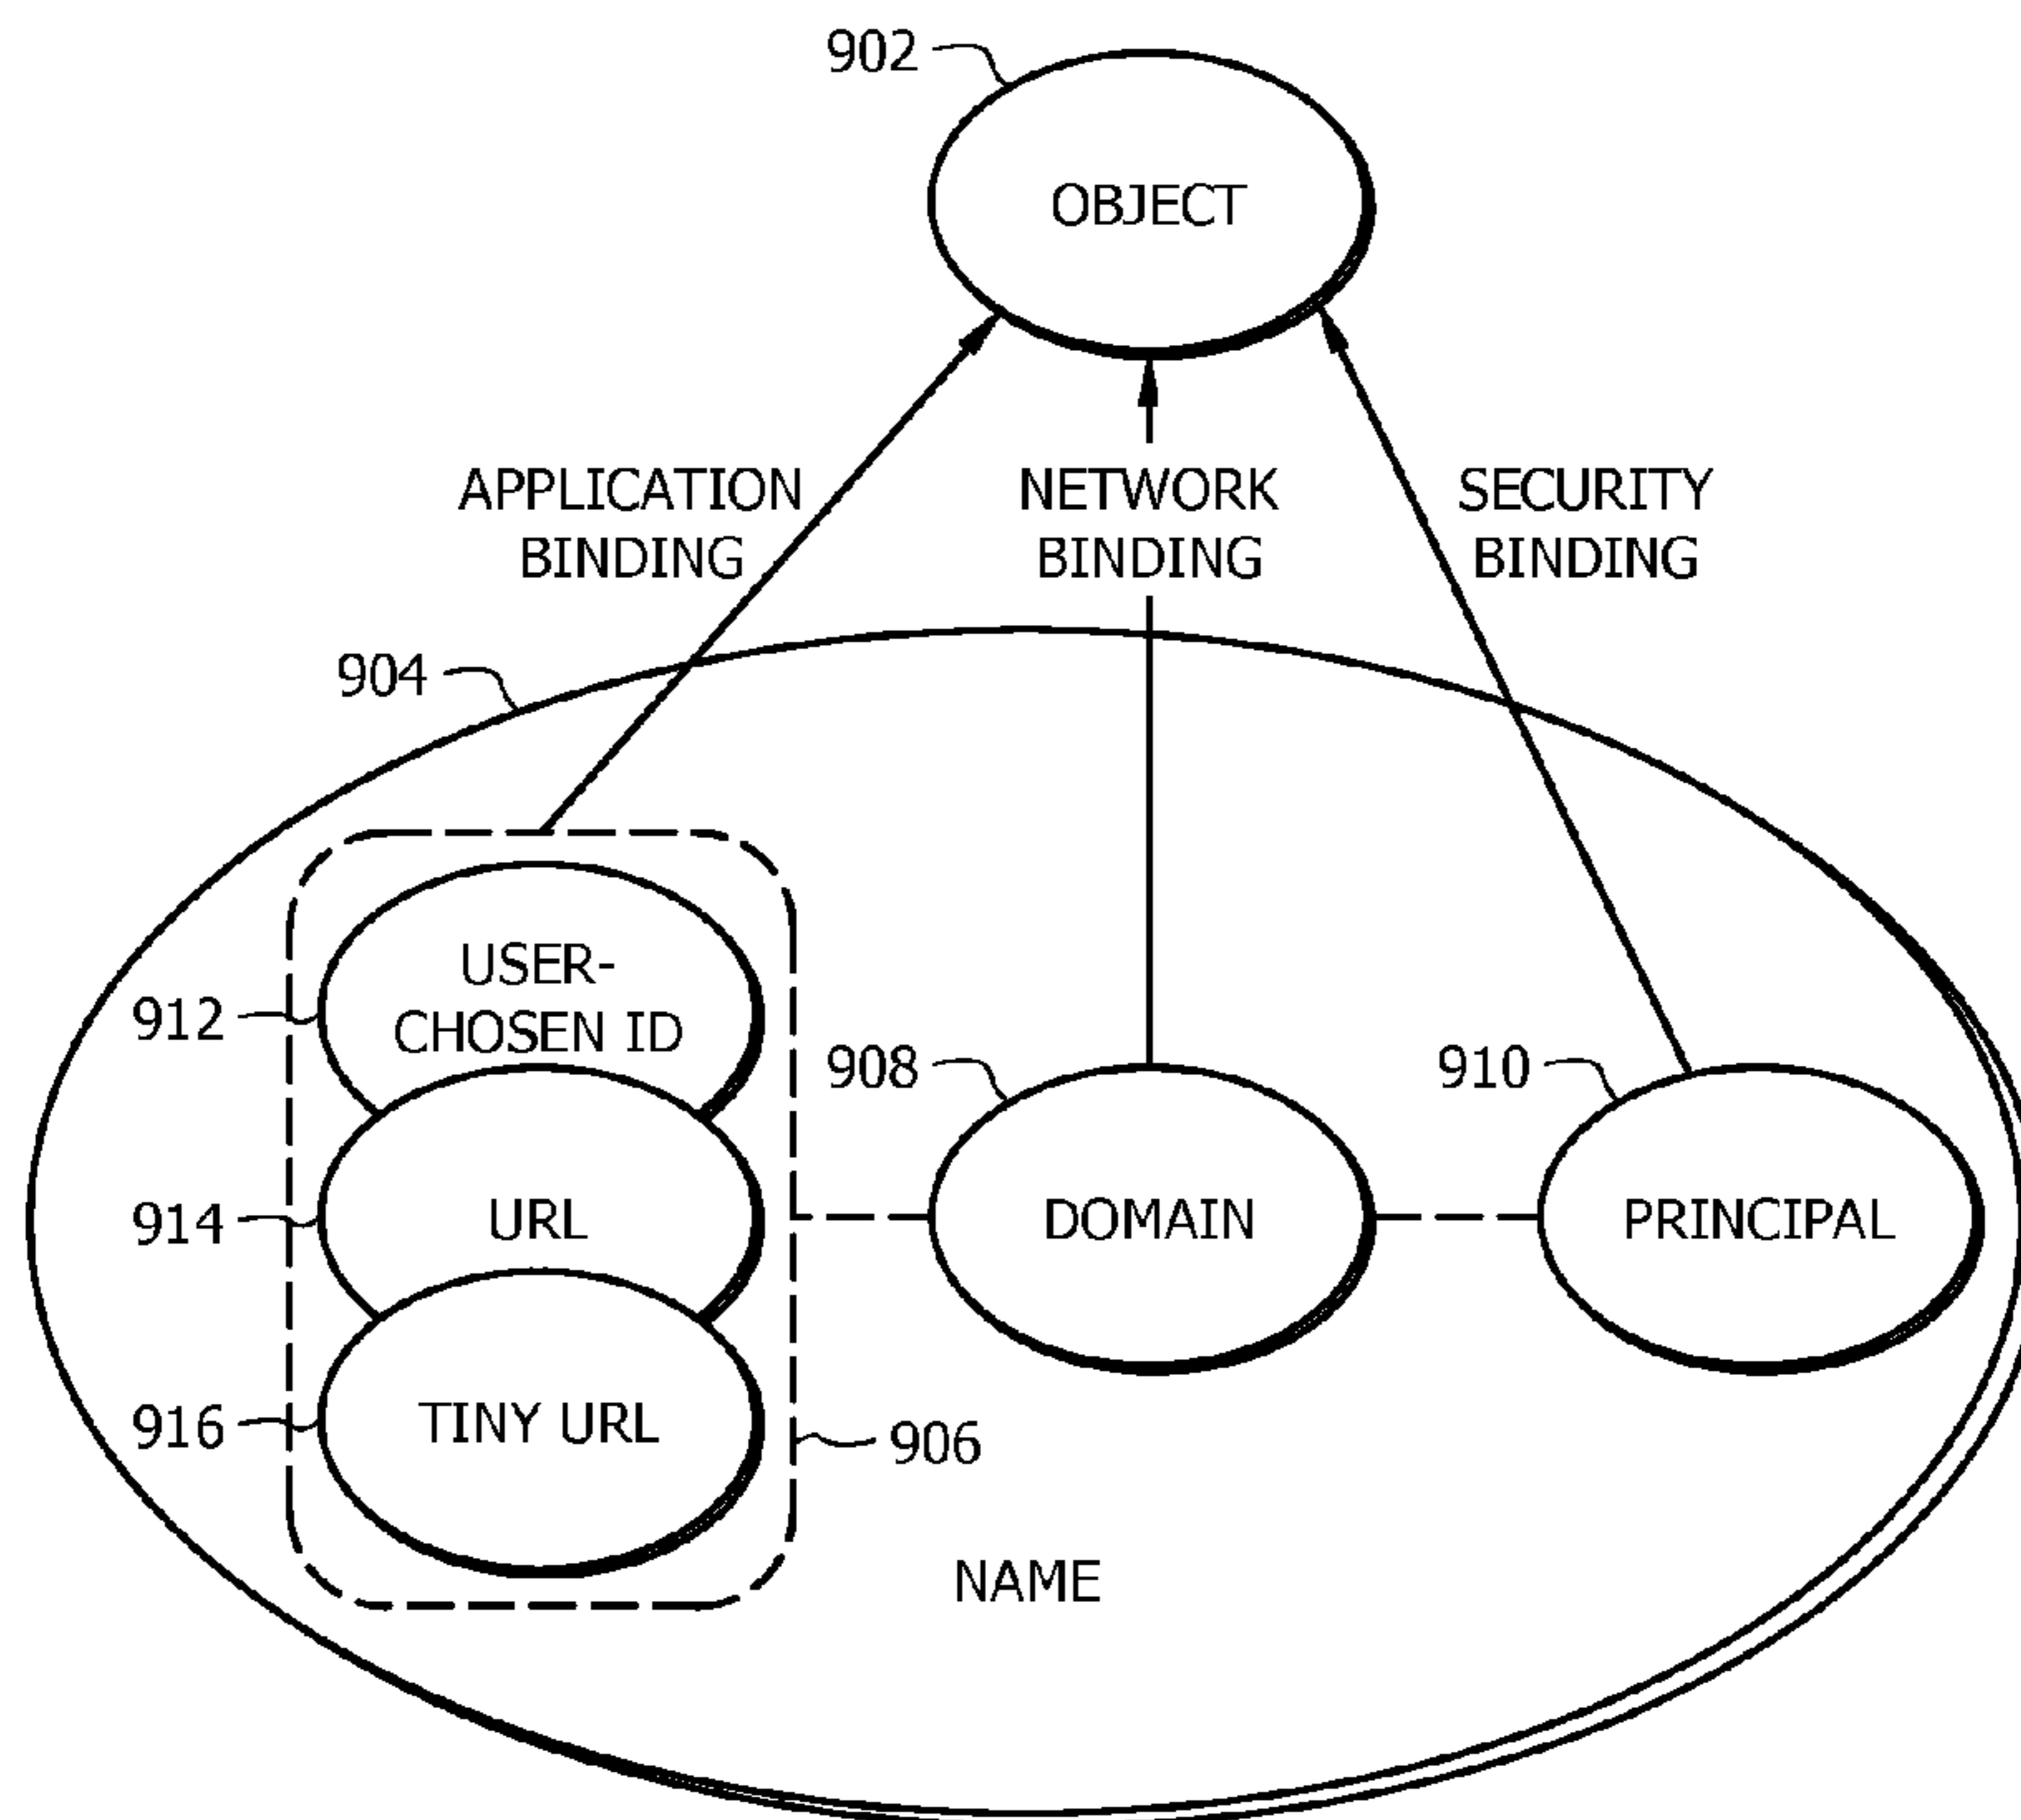 902
OBJECT
APPLICATION
BINDING
NETWORK
BINDING
SECURITY
BINDING
904
USER-
CHOSEN ID
912
908
910
URL
914
DOMAIN
PRINCIPAL
TINY URL
916
906
NAME